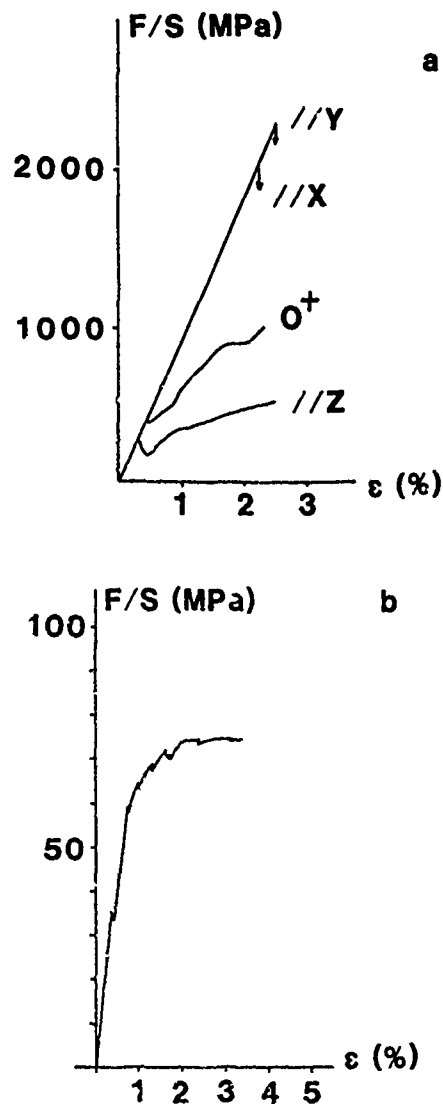 F/S (MPa)
a
//Y
2000
//X
1000
O+
//Z
1 2 3 ε (%)
F/S (MPa)
b
100
50
ε (%)
1 2 3 4 5